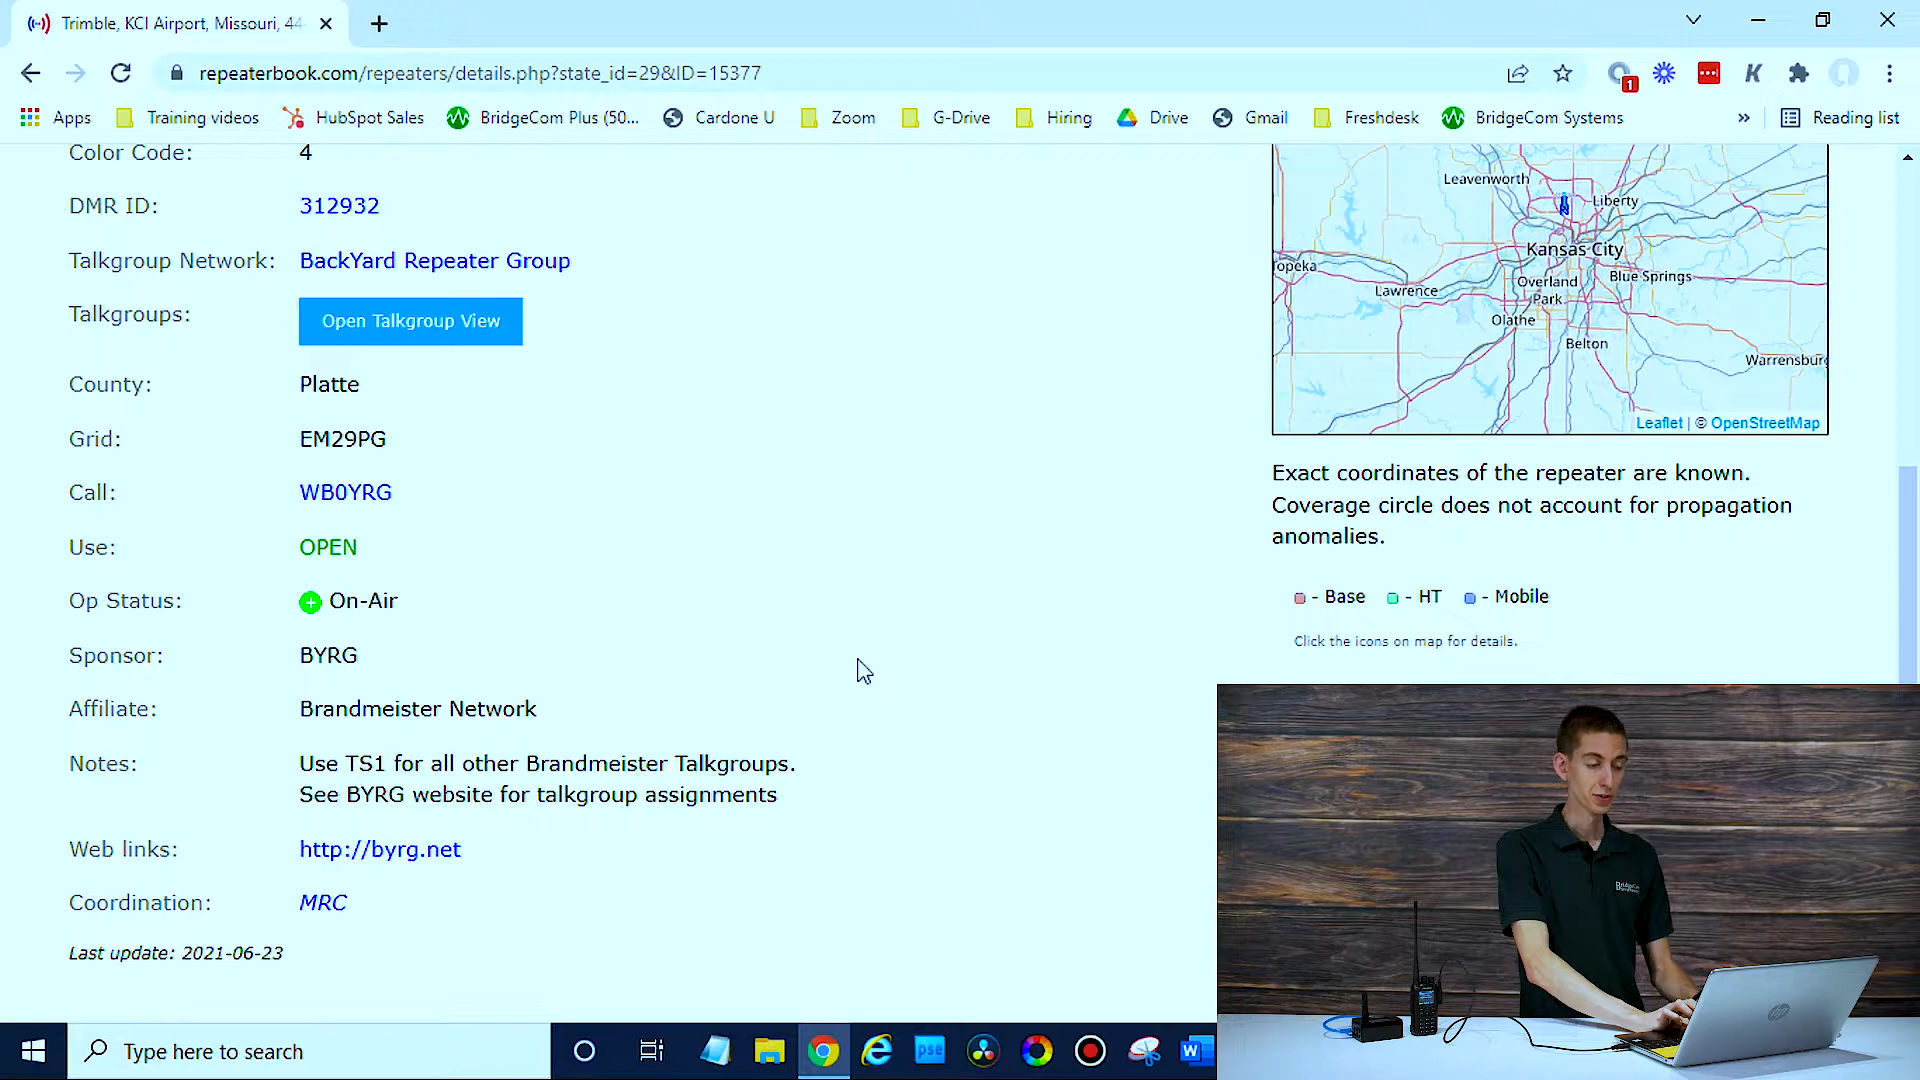 Trimble, KCI Airport, Missouri, 44
repeaterbook.com/repeaters/details.php?state_id=29&ID=15377
1
K
Apps
Training videos
HubSpot Sales
BridgeCom Plus (50...
Cardone U
Zoom
G-Drive
Hiring
Drive
Gmail
Freshdesk
BridgeCom Systems
»
Reading list
Color Code: 4
DMR ID: 312932
Talkgroup Network: BackYard Repeater Group
Talkgroups: Open Talkgroup View
County: Platte
Grid: EM29PG
Call: WB0YRG
Use: OPEN
Op Status: On-Air
Sponsor: BYRG
Affiliate: Brandmeister Network
Notes: Use TS1 for all other Brandmeister Talkgroups.
See BYRG website for talkgroup assignments
Web links: http://byrg.net
Coordination: MRC
Last update: 2021-06-23
Leavenworth
Liberty
Kansas City
Topeka
Lawrence
Overland
Park
Blue Springs
Olathe
Belton
Warrensburg
Leaflet | © OpenStreetMap
Exact coordinates of the repeater are known.
Coverage circle does not account for propagation
anomalies.
- Base - HT - Mobile
Click the icons on map for details.
hp
Type here to search
pse
W